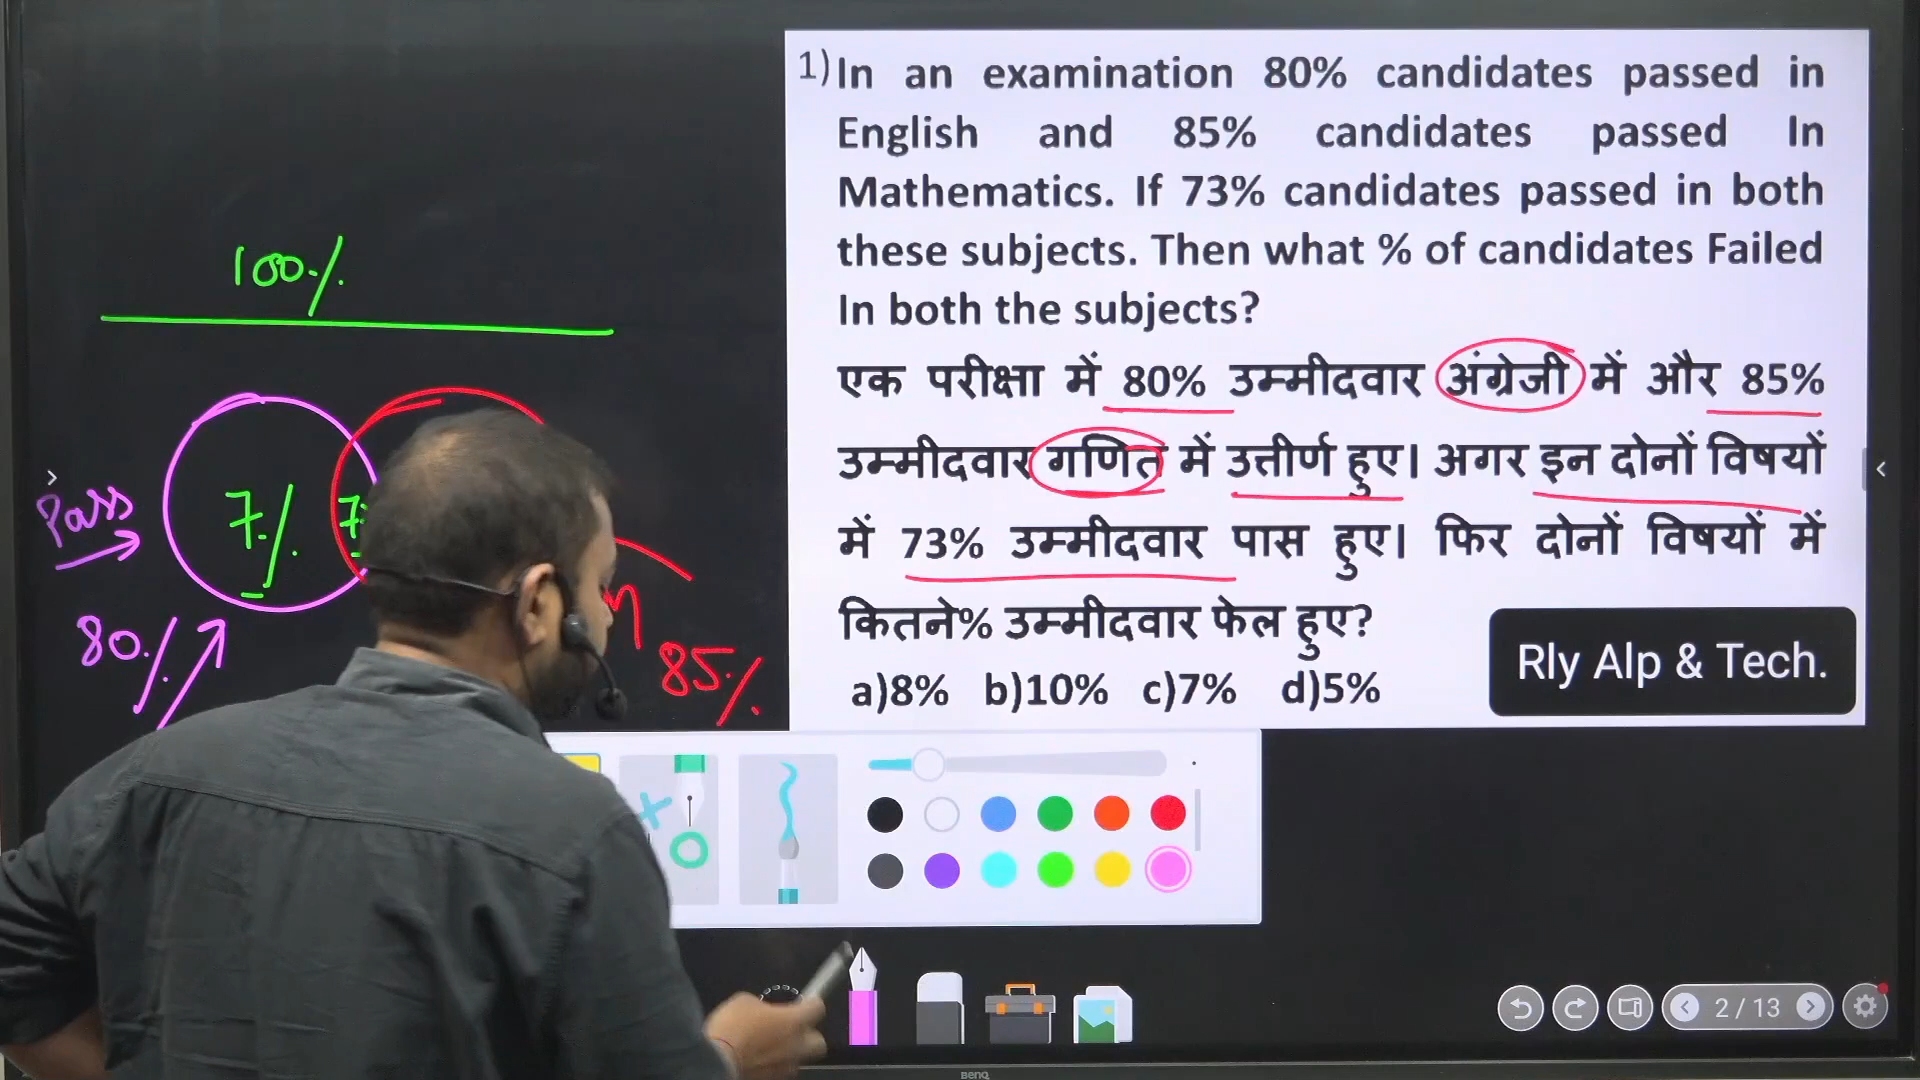 1) In an examination 80% candidates passed in
English and 85% candidates passed In
Mathematics. If 73% candidates passed in both
these subjects. Then what % of candidates Failed
In both the subjects?
एक परीक्षा में 80% उम्मीदवार अंग्रेजी में और 85%
उम्मीदवार गणित में उत्तीर्ण हुए। अगर इन दोनों विषयों
में 73% उम्मीदवार पास हुए। फिर दोनों विषयों में
कितने% उम्मीदवार फेल हुए?
a)8% b)10% c)7% d)5%
Rly Alp & Tech.
100%
Pass
7%
80%
85%
2 / 13
BenQ